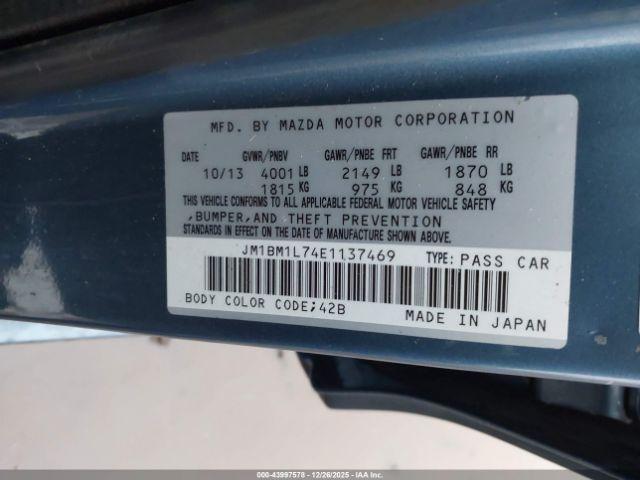 MFD. BY MAZDA MOTOR CORPORATION
DATE GVWR/PNBV GAWR/PNBE FRT GAWR/PNBE RR
10/13 4001 LB 2149 LB 1870 LB
1815 KG 975 KG 848 KG
THIS VEHICLE CONFORMS TO ALL APPLICABLE FEDERAL MOTOR VEHICLE SAFETY
,BUMPER,AND THEFT PREVENTION
STANDARDS IN EFFECT ON THE DATE OF MANUFACTURE SHOWN ABOVE.
JM1BM1L74E1137469 TYPE: PASS CAR
BODY COLOR CODE;42B
MADE IN JAPAN
000-43997578 - 12/26/2025 - IAAI Inc.